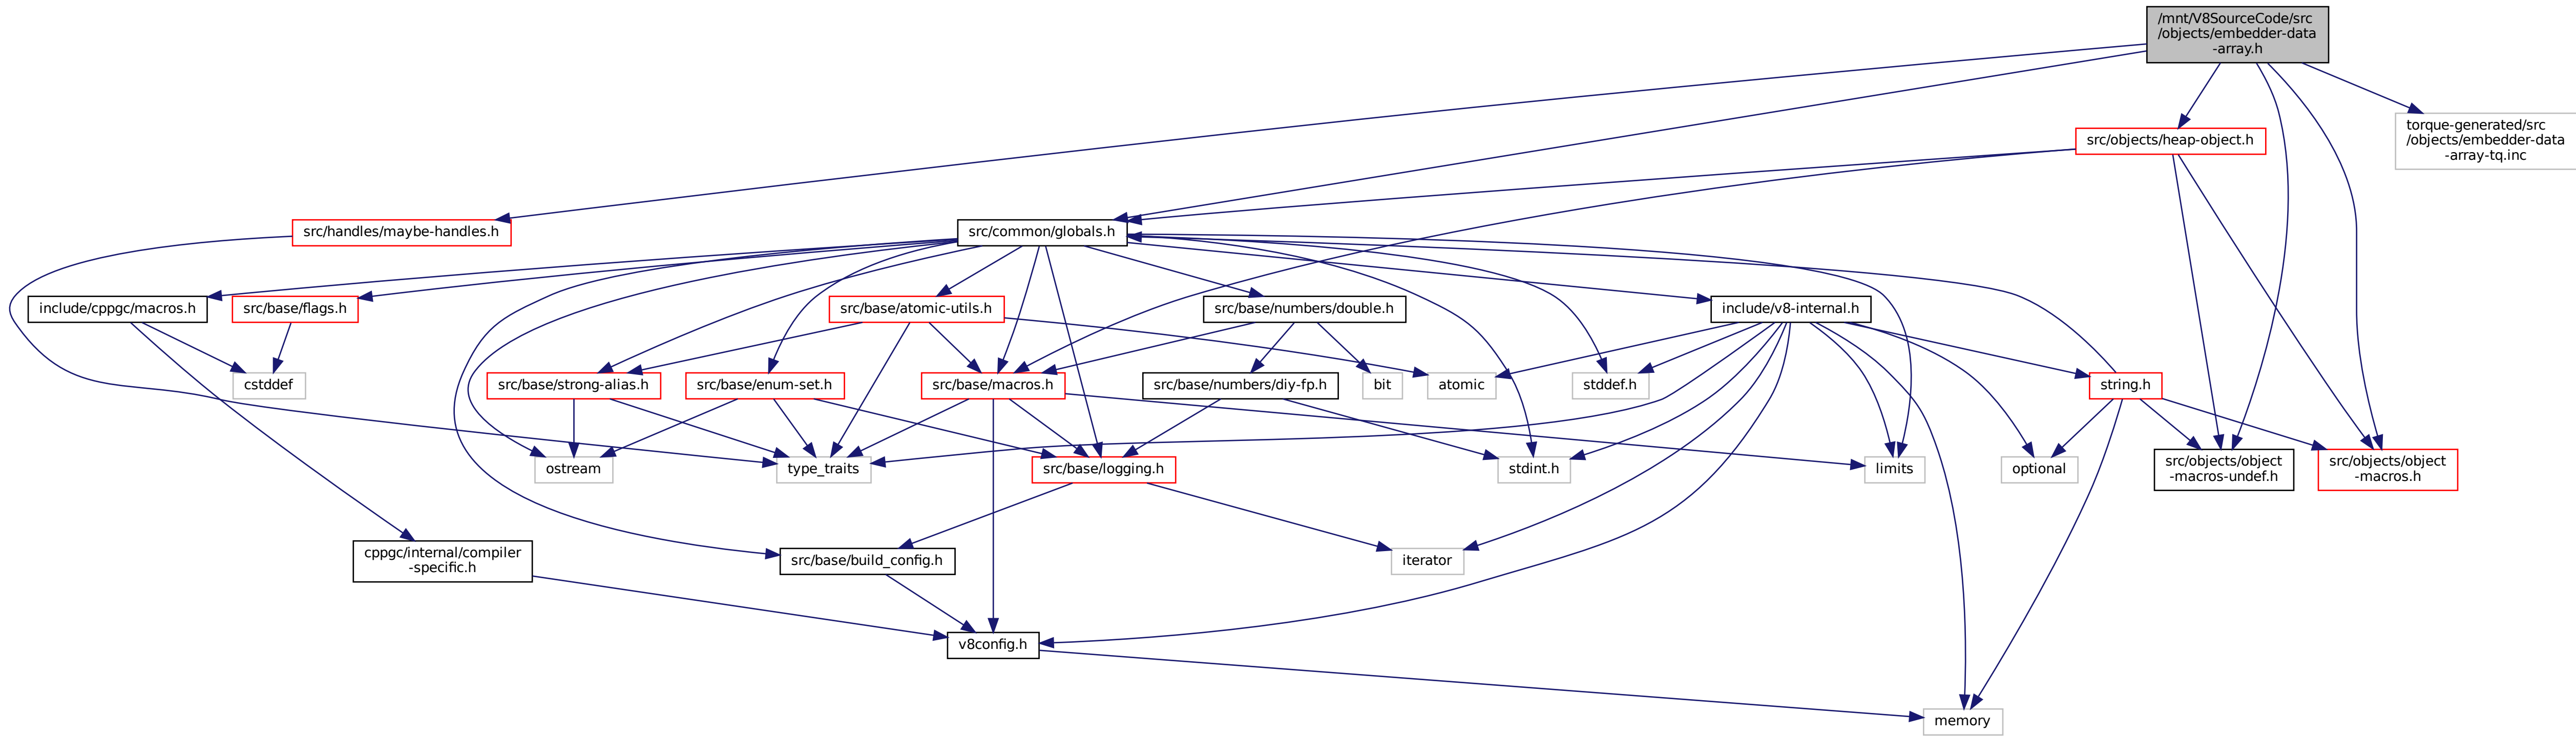 /mnt/V8SourceCode/src
/objects/embedder-data
-array.h
torque-generated/src
/objects/embedder-data
-array-tq.inc
src/objects/heap-object.h
src/handles/maybe-handles.h
src/common/globals.h
include/cppgc/macros.h
src/base/flags.h
src/base/atomic-utils.h
src/base/numbers/double.h
include/v8-internal.h
cstddef
src/base/strong-alias.h
src/base/enum-set.h
src/base/macros.h
src/base/numbers/diy-fp.h
bit
atomic
stddef.h
string.h
ostream
type_traits
src/base/logging.h
stdint.h
limits
optional
src/objects/object
-macros-undef.h
src/objects/object
-macros.h
cppgc/internal/compiler
-specific.h
src/base/build_config.h
iterator
v8config.h
memory